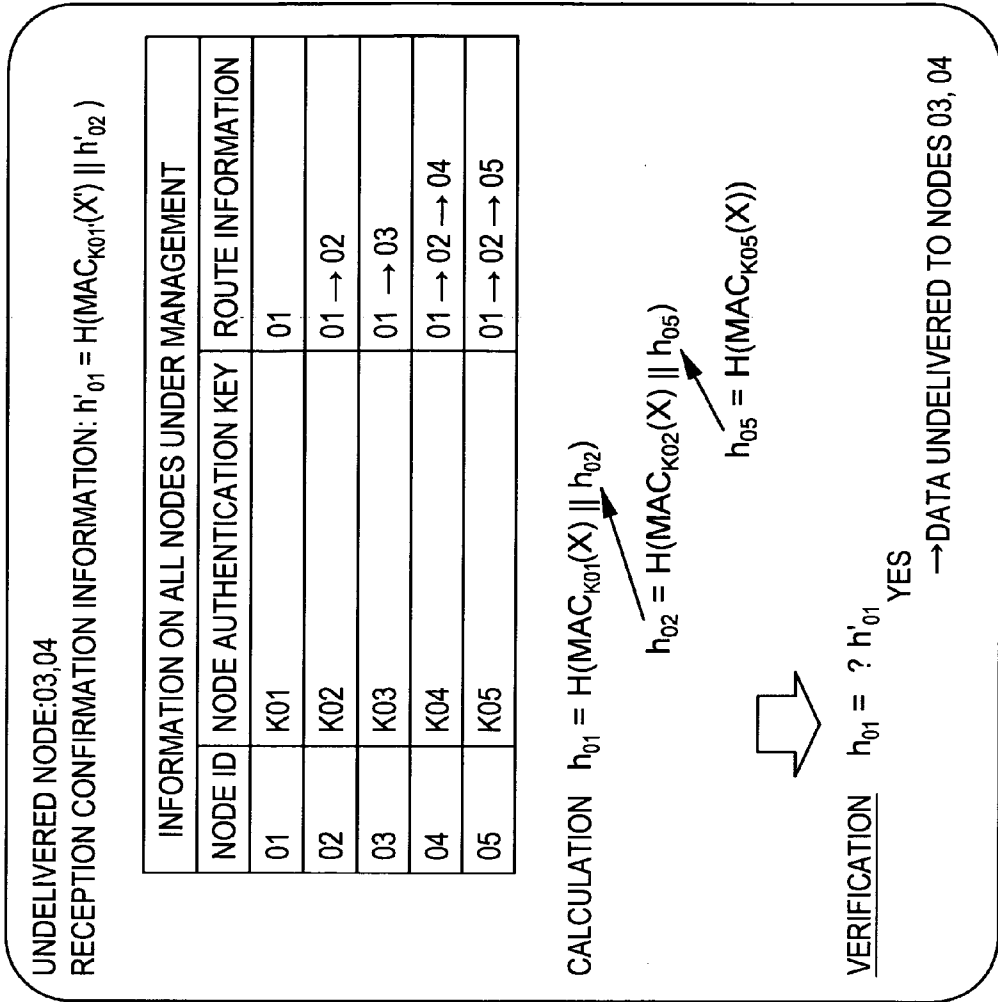 UNDELIVERED NODE:03,04
RECEPTION CONFIRMATION INFORMATION: h'01 = H(MACK01'(X') || h'02 )
INFORMATION ON ALL NODES UNDER MANAGEMENT
NODE ID NODE AUTHENTICATION KEY ROUTE INFORMATION
01 K01 01
02 K02 01 → 02
03 K03 01 → 03
04 K04 01 → 02 → 04
05 K05 01 → 02 → 05
CALCULATION h01 = H(MACK01(X) || h02)
h02 = H(MACK02(X) || h05)
h05 = H(MACK05(X))
VERIFICATION h01 = ? h'01
YES
→DATA UNDELIVERED TO NODES 03, 04